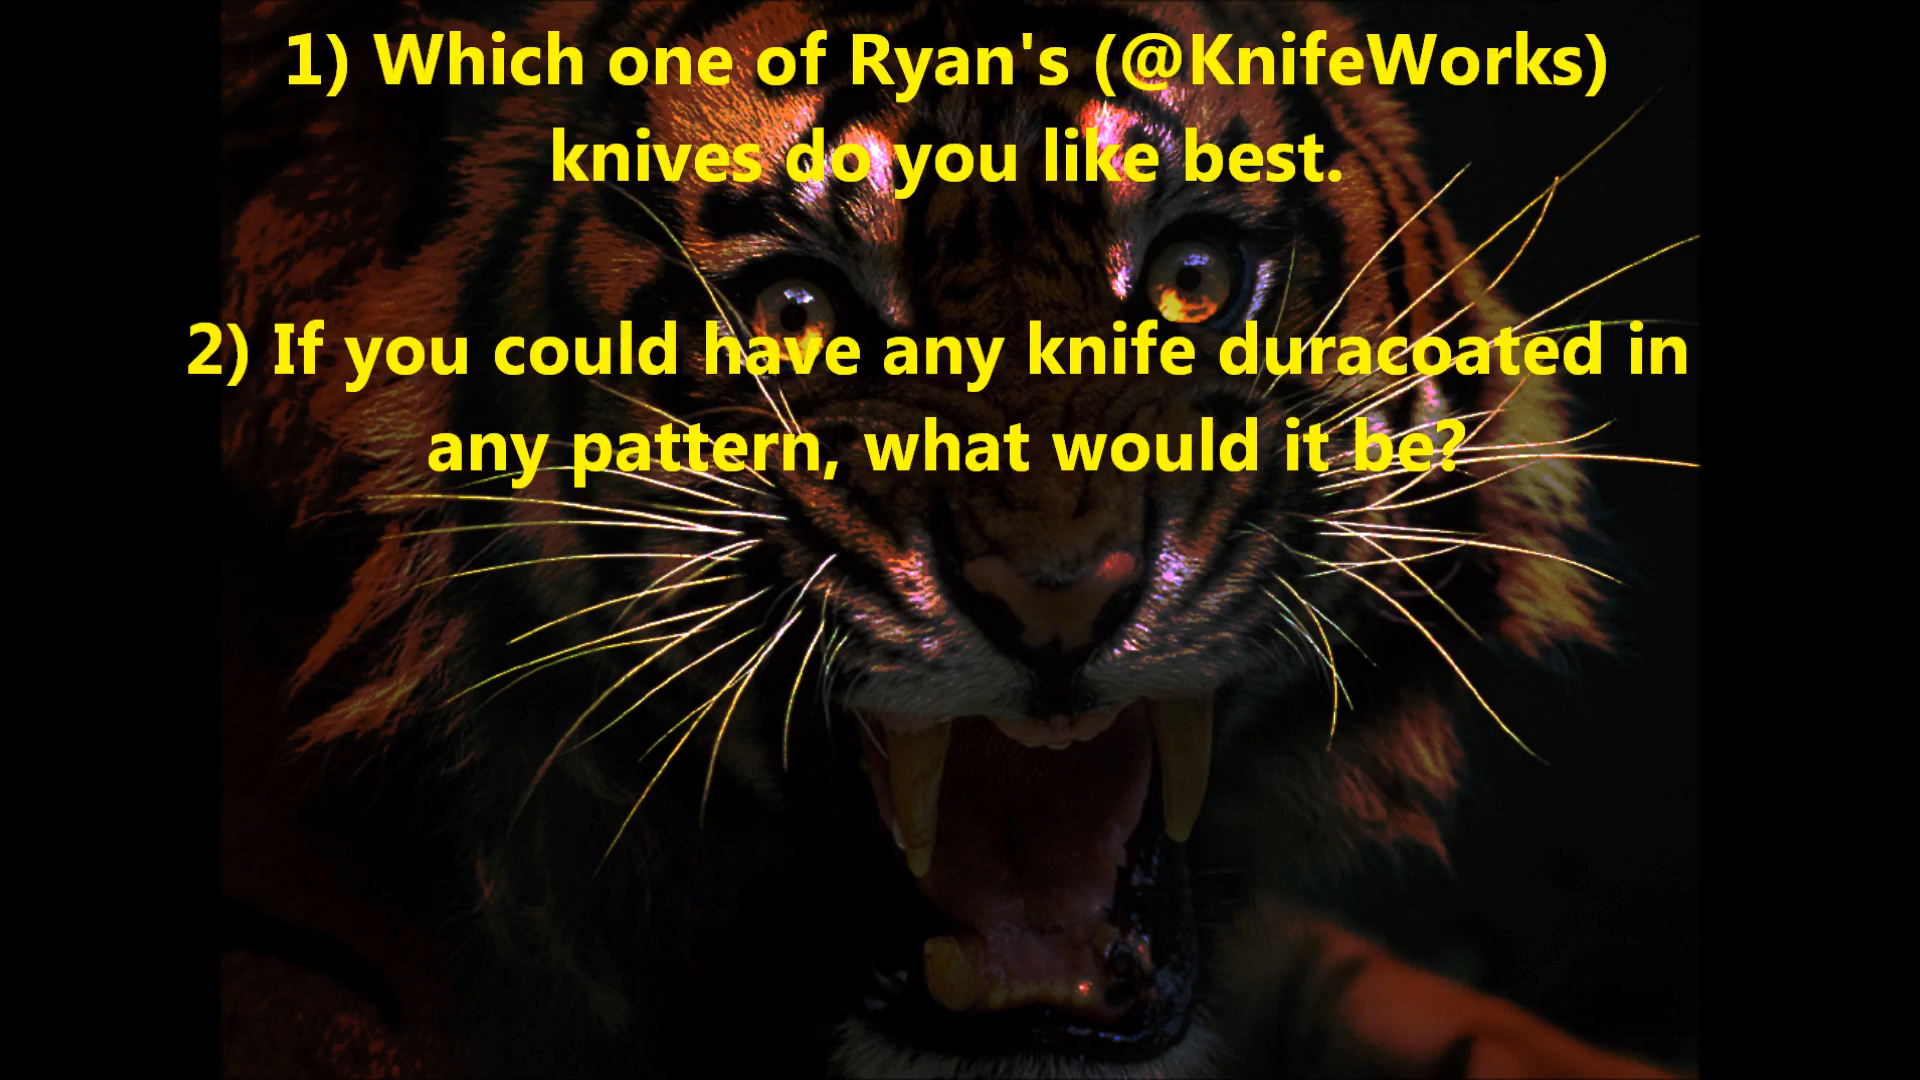 1) Which one of Ryan's (@KnifeWorks)
knives do you like best.
2) If you could have any knife duracoated in
any pattern, what would it be?